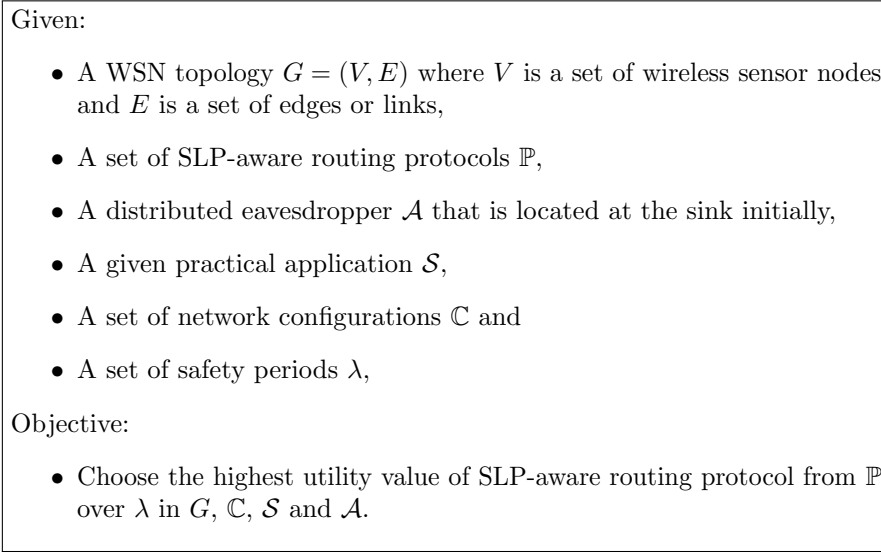 Given:
• A WSN topology G = (V, E) where V is a set of wireless sensor nodes
and E is a set of edges or links,
• A set of SLP-aware routing protocols ℙ,
• A distributed eavesdropper 𝒜 that is located at the sink initially,
• A given practical application 𝒮,
• A set of network configurations ℂ and
• A set of safety periods λ,
Objective:
• Choose the highest utility value of SLP-aware routing protocol from ℙ
over λ in G, ℂ, 𝒮 and 𝒜.